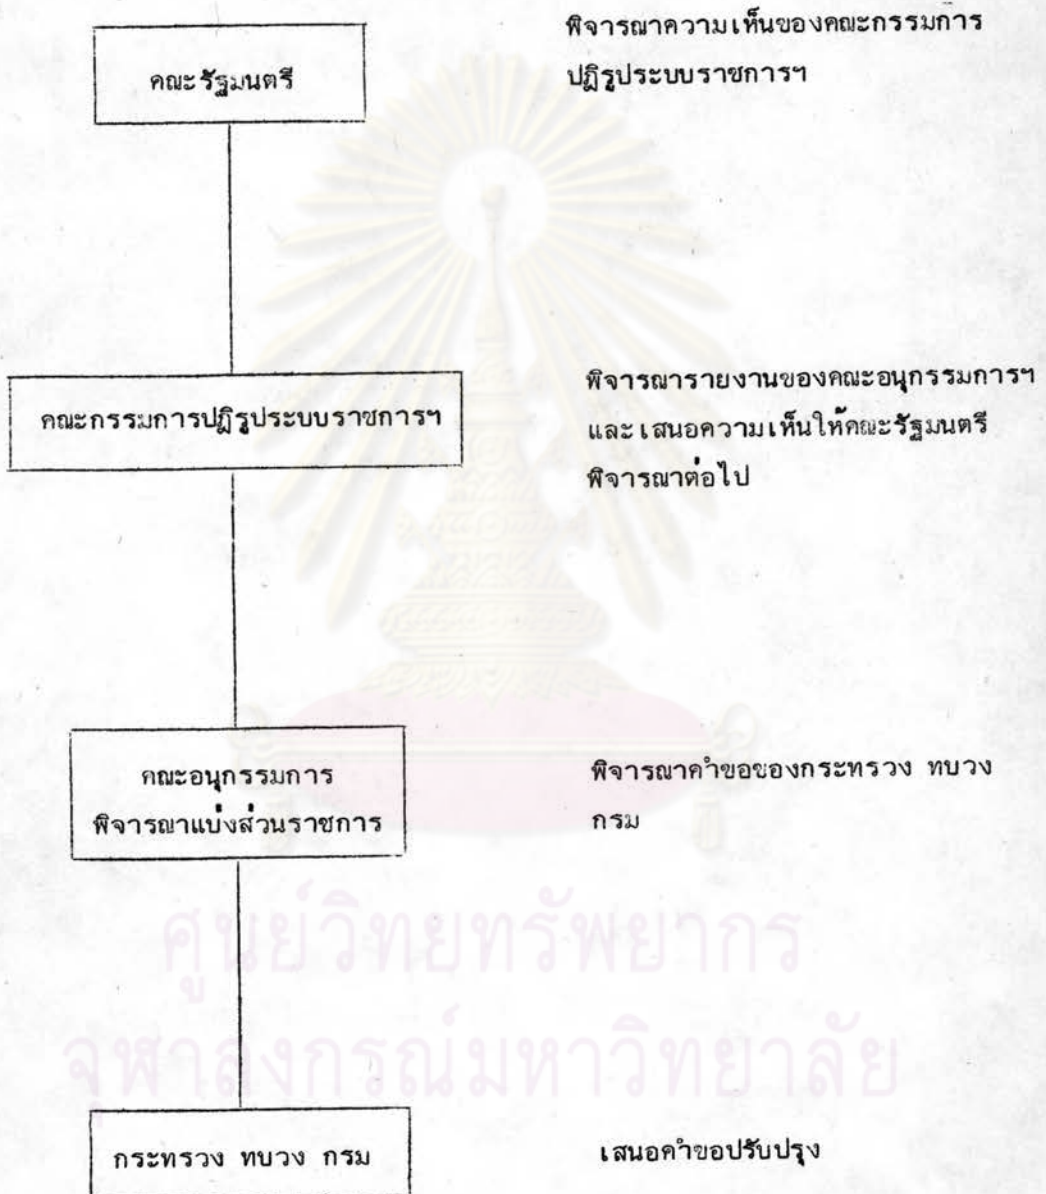 พิจารณาความเห็นของคณะกรรมการ
คณะรัฐมนตรี
ปฏิรูประบบราชการฯ
พิจารณารายงานของคณะอนุกรรมการฯ
คณะกรรมการปฏิรูประบบราชการฯ
และเสนอความเห็นให้คณะรัฐมนตรี
พิจารณาต่อไป
คณะอนุกรรมการ
พิจารณาแบ่งส่วนราชการ
พิจารณาคำขอของกระทรวง ทบวง
กรม
ศูนย์วิทยทรัพยากร
จุฬาลงกรณ์มหาวิทยาลัย
กระทรวง ทบวง กรม
เสนอคำขอปรับปรุง